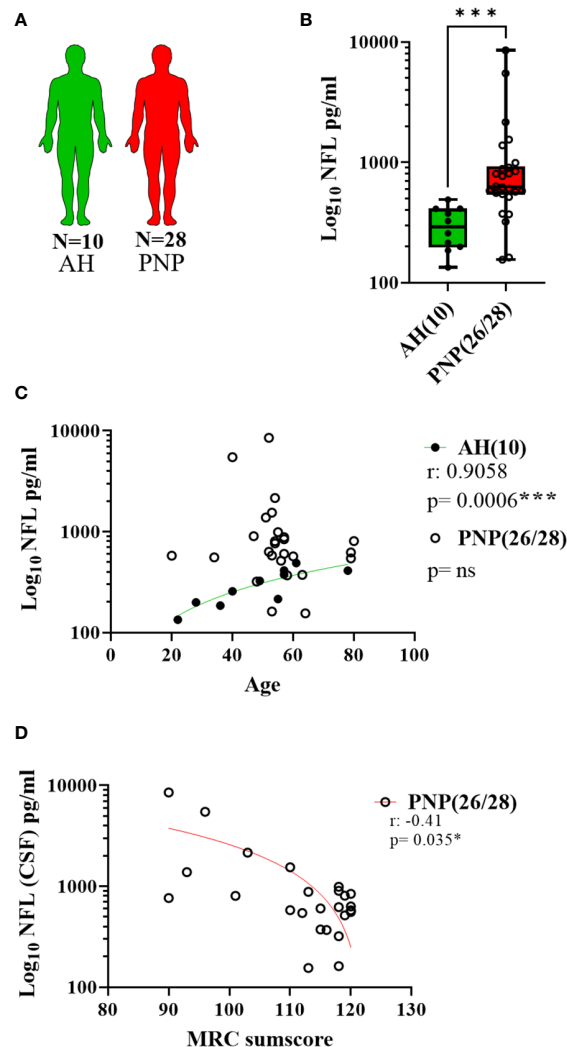 A
N=10
AH
N=28
PNP
B
***
Log10 NFL pg/ml
10000
1000
100
AH(10)
PNP(26/28)
C
Log10 NFL pg/ml
10000
1000
100
0
20
40
60
80
100
Age
AH(10)
r: 0.9058
p= 0.0006***
PNP(26/28)
p= ns
D
Log10 NFL (CSF) pg/ml
10000
1000
100
80
90
100
110
120
130
MRC sumscore
PNP(26/28)
r: -0.41
p= 0.035*